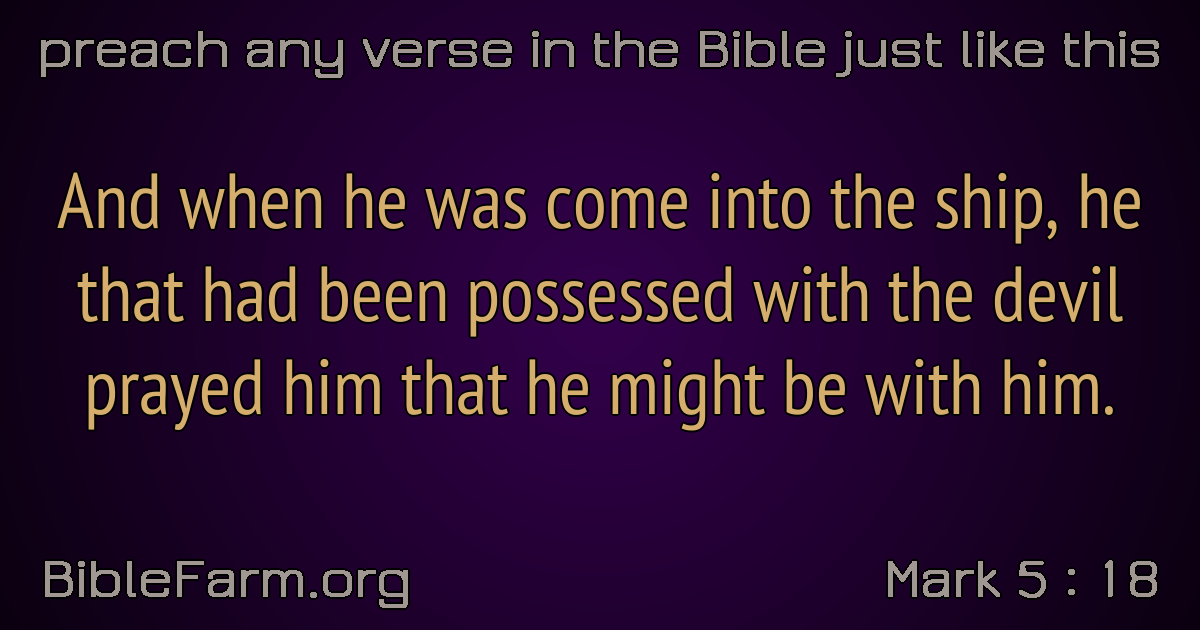 preach any verse in the Bible just like this
And when he was come into the ship, he
that had been possessed with the devil
prayed him that he might be with him.
BibleFarm.org
Mark 5 : 18